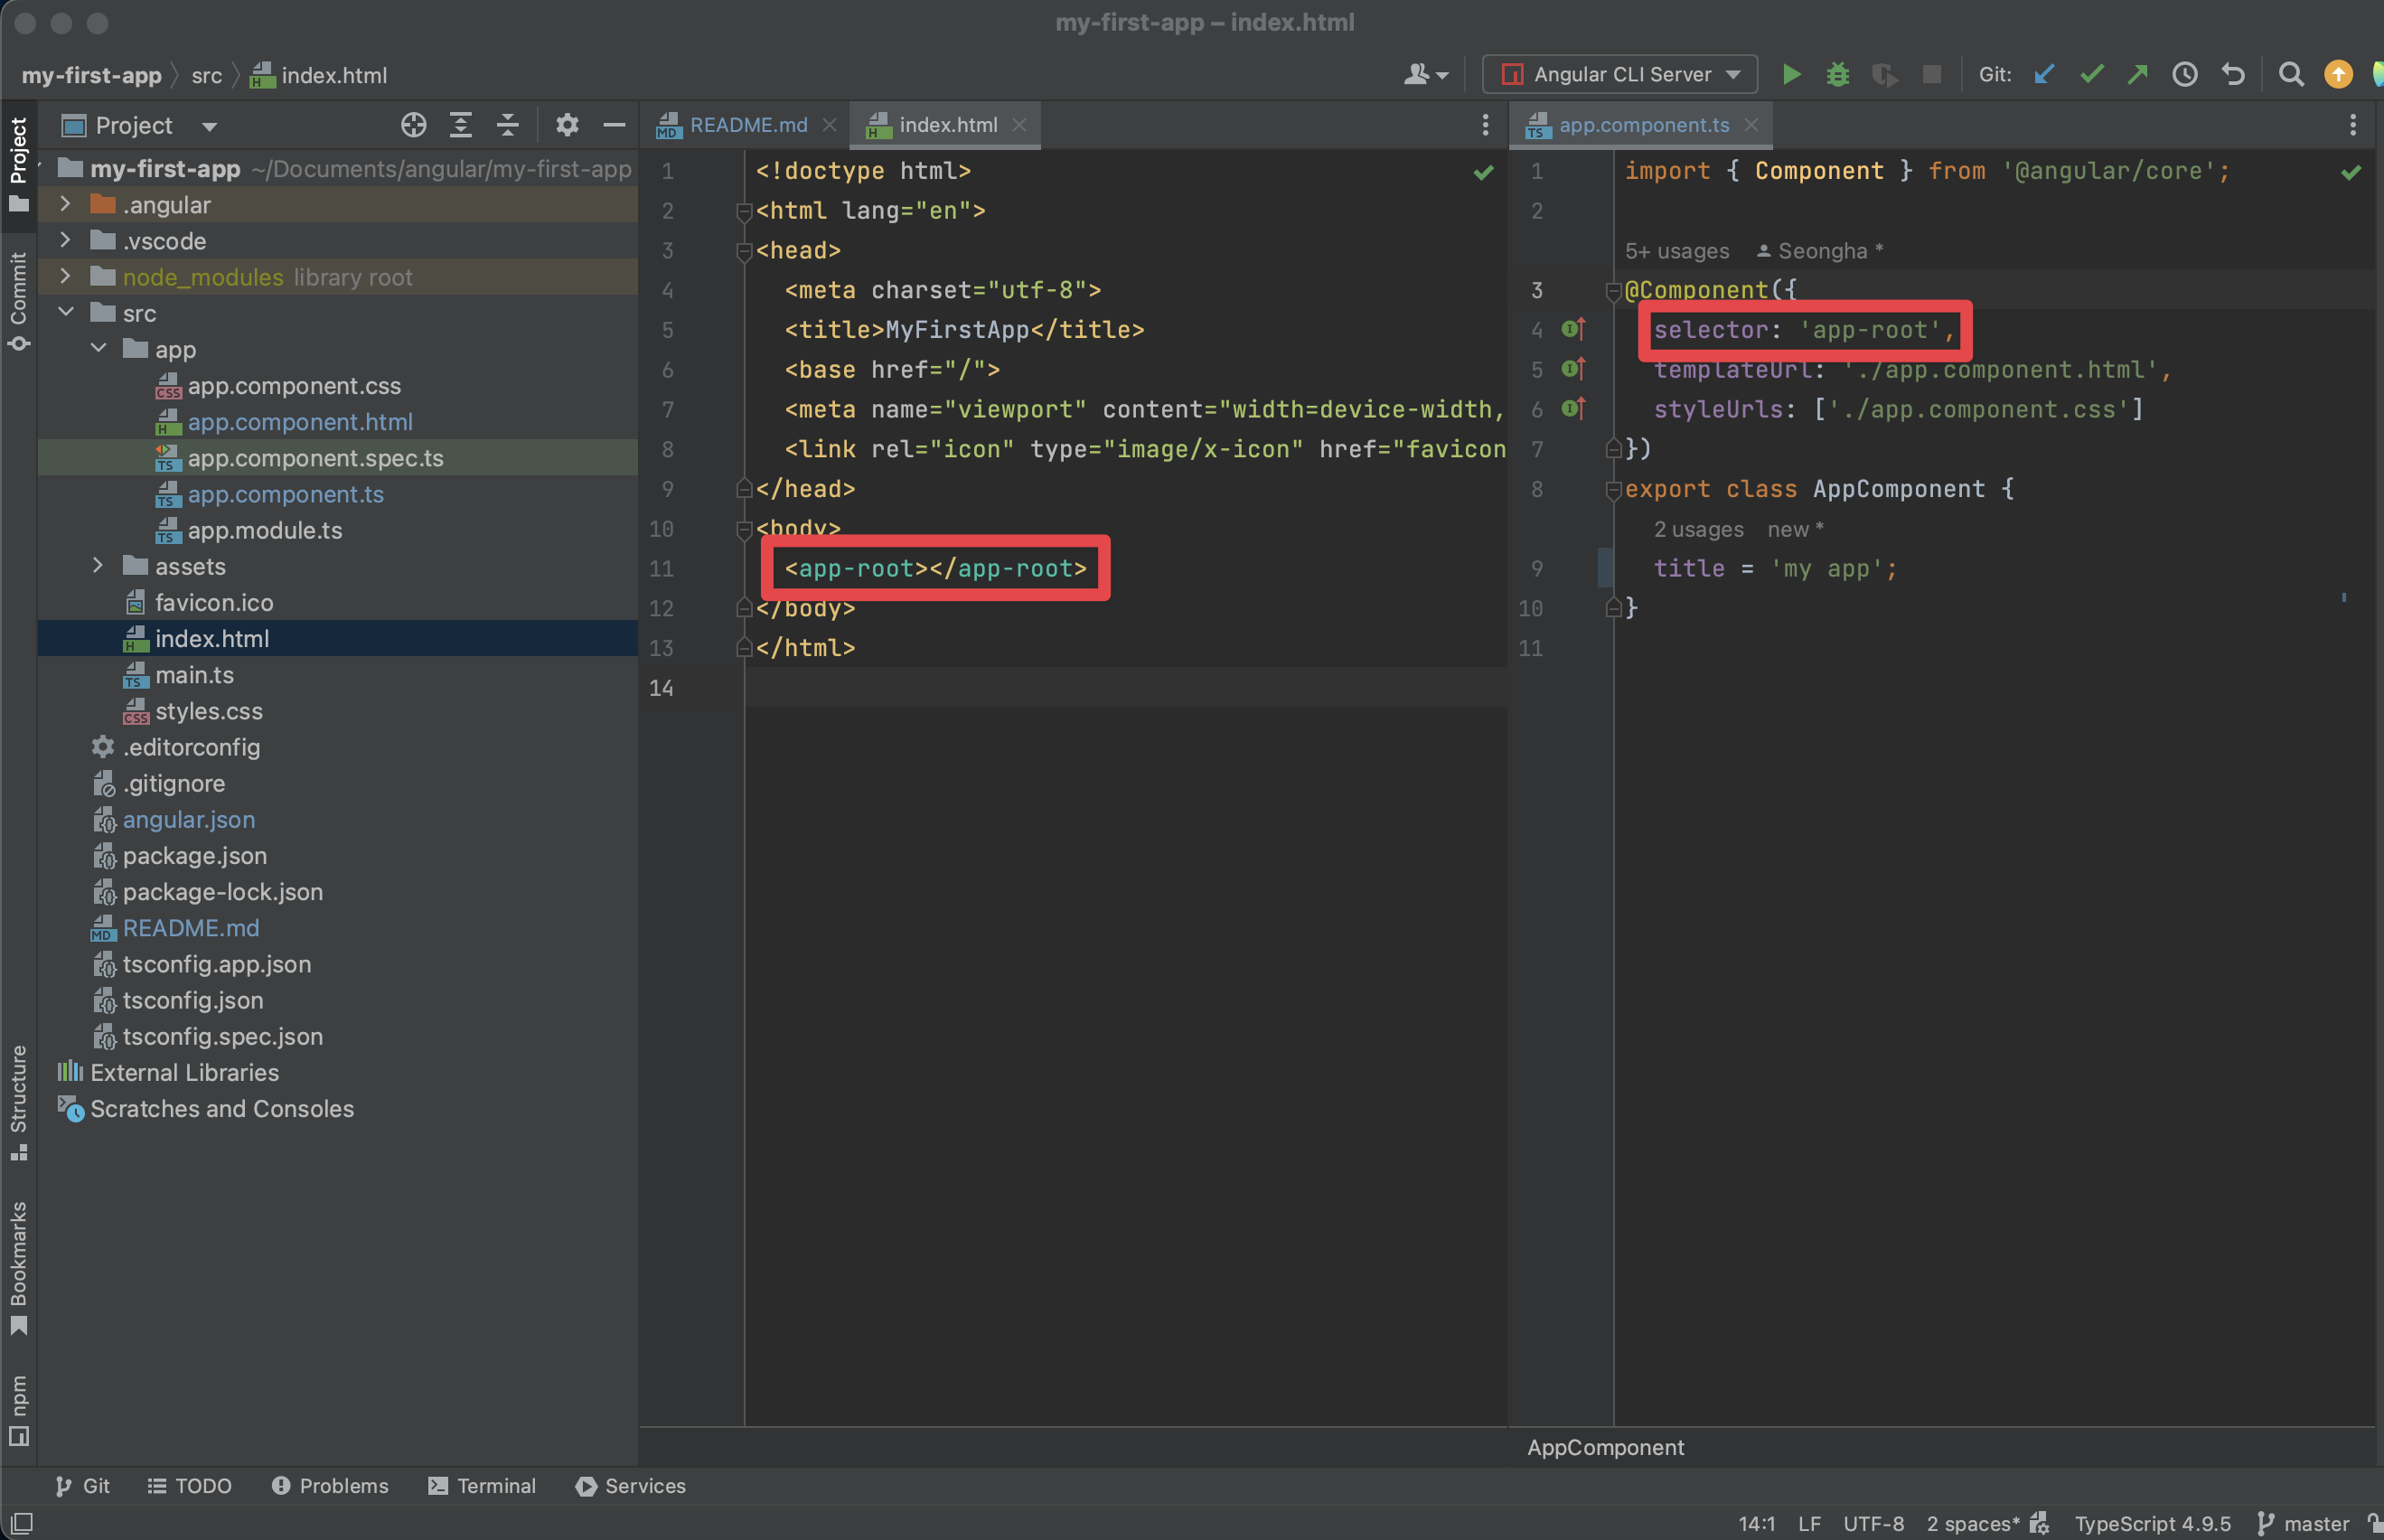 my-first-app – index.html
my-first-app src index.html
Angular CLI Server
Git:
Project
Commit
Structure
Bookmarks
npm
Project
my-first-app ~/Documents/angular/my-first-app
.angular
.vscode
node_modules library root
src
app
app.component.css
app.component.html
app.component.spec.ts
app.component.ts
app.module.ts
assets
favicon.ico
index.html
main.ts
styles.css
.editorconfig
.gitignore
angular.json
package.json
package-lock.json
README.md
tsconfig.app.json
tsconfig.json
tsconfig.spec.json
External Libraries
Scratches and Consoles
README.md index.html
1 <!doctype html>
2 <html lang="en">
3 <head>
4 <meta charset="utf-8">
5 <title>MyFirstApp</title>
6 <base href="/">
7 <meta name="viewport" content="width=device-width,
8 <link rel="icon" type="image/x-icon" href="favicon
9 </head>
10 <body>
11 <app-root></app-root>
12 </body>
13 </html>
14
app.component.ts
1 import { Component } from '@angular/core';
2
5+ usages Seongha *
3 @Component({
4 selector: 'app-root',
5 templateUrl: './app.component.html',
6 styleUrls: ['./app.component.css']
7 })
8 export class AppComponent {
2 usages new *
9 title = 'my app';
10 }
11
AppComponent
Git TODO Problems Terminal Services
14:1 LF UTF-8 2 spaces* TypeScript 4.9.5 master